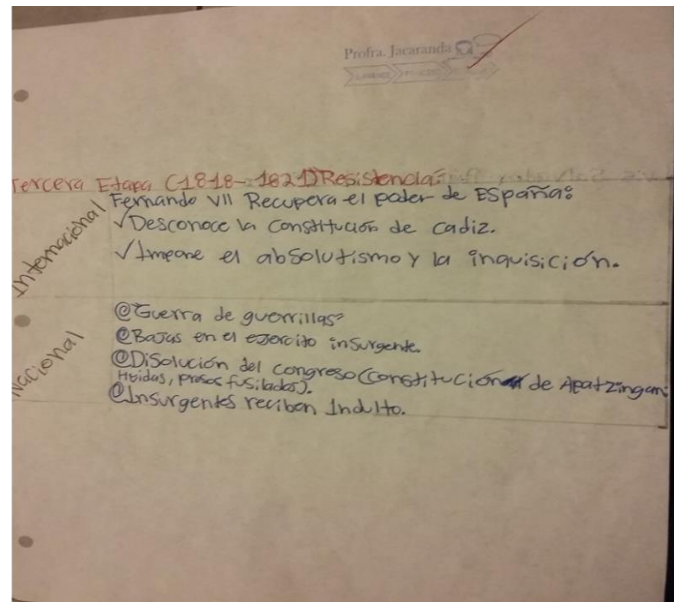 Profra. Jacaranda
Tercera Etapa (1818-1821) Resistencia:
Internacional
Fernando VII Recupera el poder de España:
✓Desconoce la Constitución de cadiz.
✓Impone el absolutismo y la inquisición.
Nacional
@Guerra de guerrillas
@Bajas en el ejercito insurgente.
@Disolución del congreso (constitución de Apatzingan:
Huidas, presos fusilados).
@Insurgentes reciben Indulto.